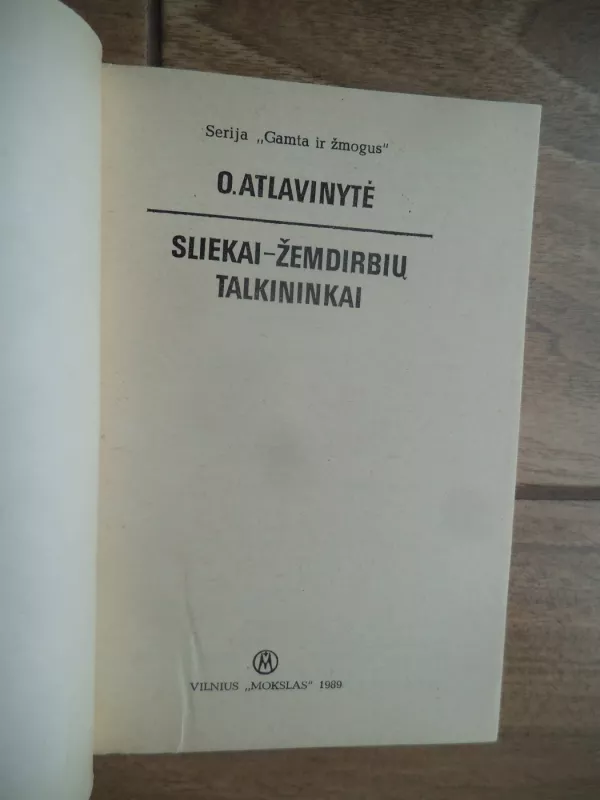 Serija „Gamta ir žmogus"
O.ATLAVINYTĖ
SLIEKAI-ŽEMDIRBIŲ
TALKININKAI
VILNIUS „MOKSLAS" 1989